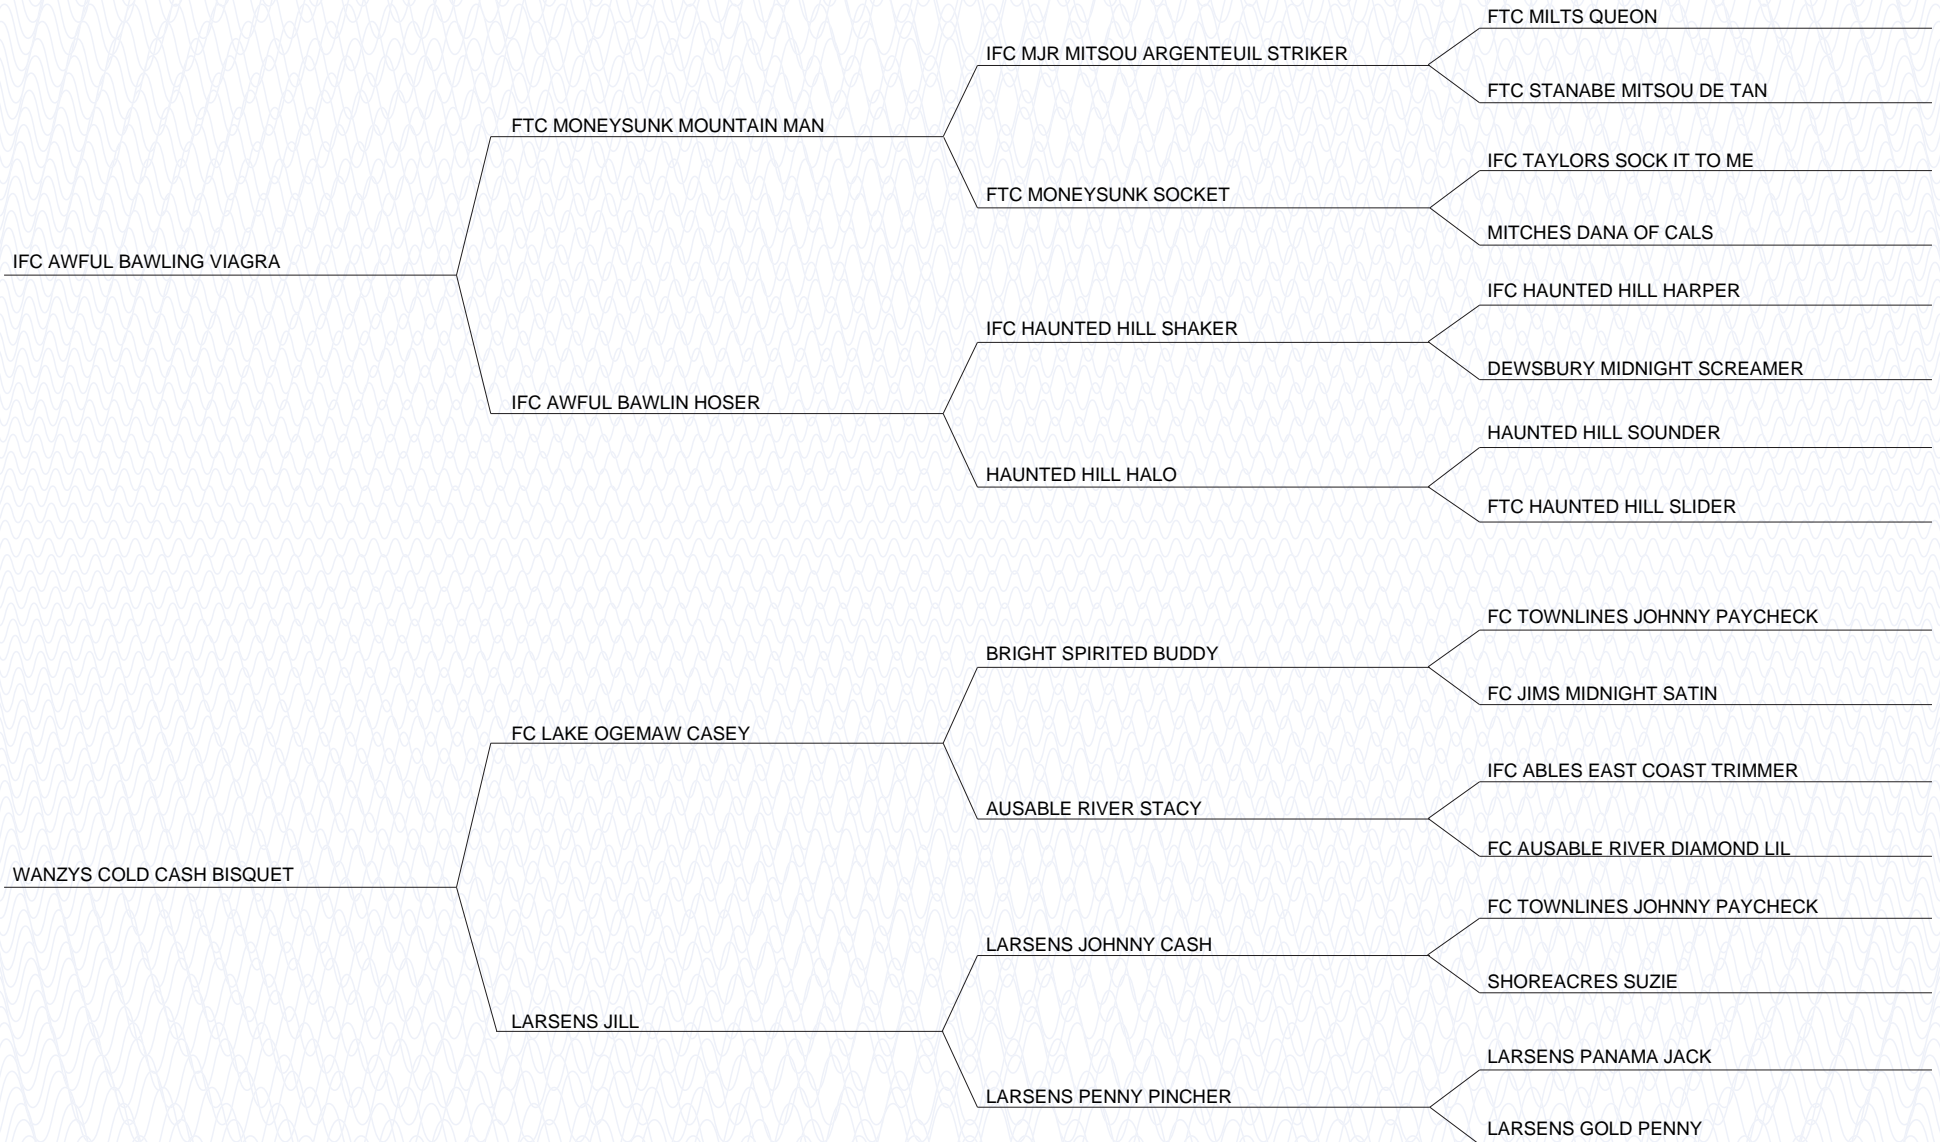 FTC MILTS QUEON
IFC MJR MITSOU ARGENTEUIL STRIKER
FTC STANABE MITSOU DE TAN
FTC MONEYSUNK MOUNTAIN MAN
IFC TAYLORS SOCK IT TO ME
FTC MONEYSUNK SOCKET
MITCHES DANA OF CALS
IFC AWFUL BAWLING VIAGRA
IFC HAUNTED HILL HARPER
IFC HAUNTED HILL SHAKER
DEWSBURY MIDNIGHT SCREAMER
IFC AWFUL BAWLIN HOSER
HAUNTED HILL SOUNDER
HAUNTED HILL HALO
FTC HAUNTED HILL SLIDER
FC TOWNLINES JOHNNY PAYCHECK
BRIGHT SPIRITED BUDDY
FC JIMS MIDNIGHT SATIN
FC LAKE OGEMAW CASEY
IFC ABLES EAST COAST TRIMMER
AUSABLE RIVER STACY
FC AUSABLE RIVER DIAMOND LIL
WANZYS COLD CASH BISQUET
FC TOWNLINES JOHNNY PAYCHECK
LARSENS JOHNNY CASH
SHOREACRES SUZIE
LARSENS JILL
LARSENS PANAMA JACK
LARSENS PENNY PINCHER
LARSENS GOLD PENNY